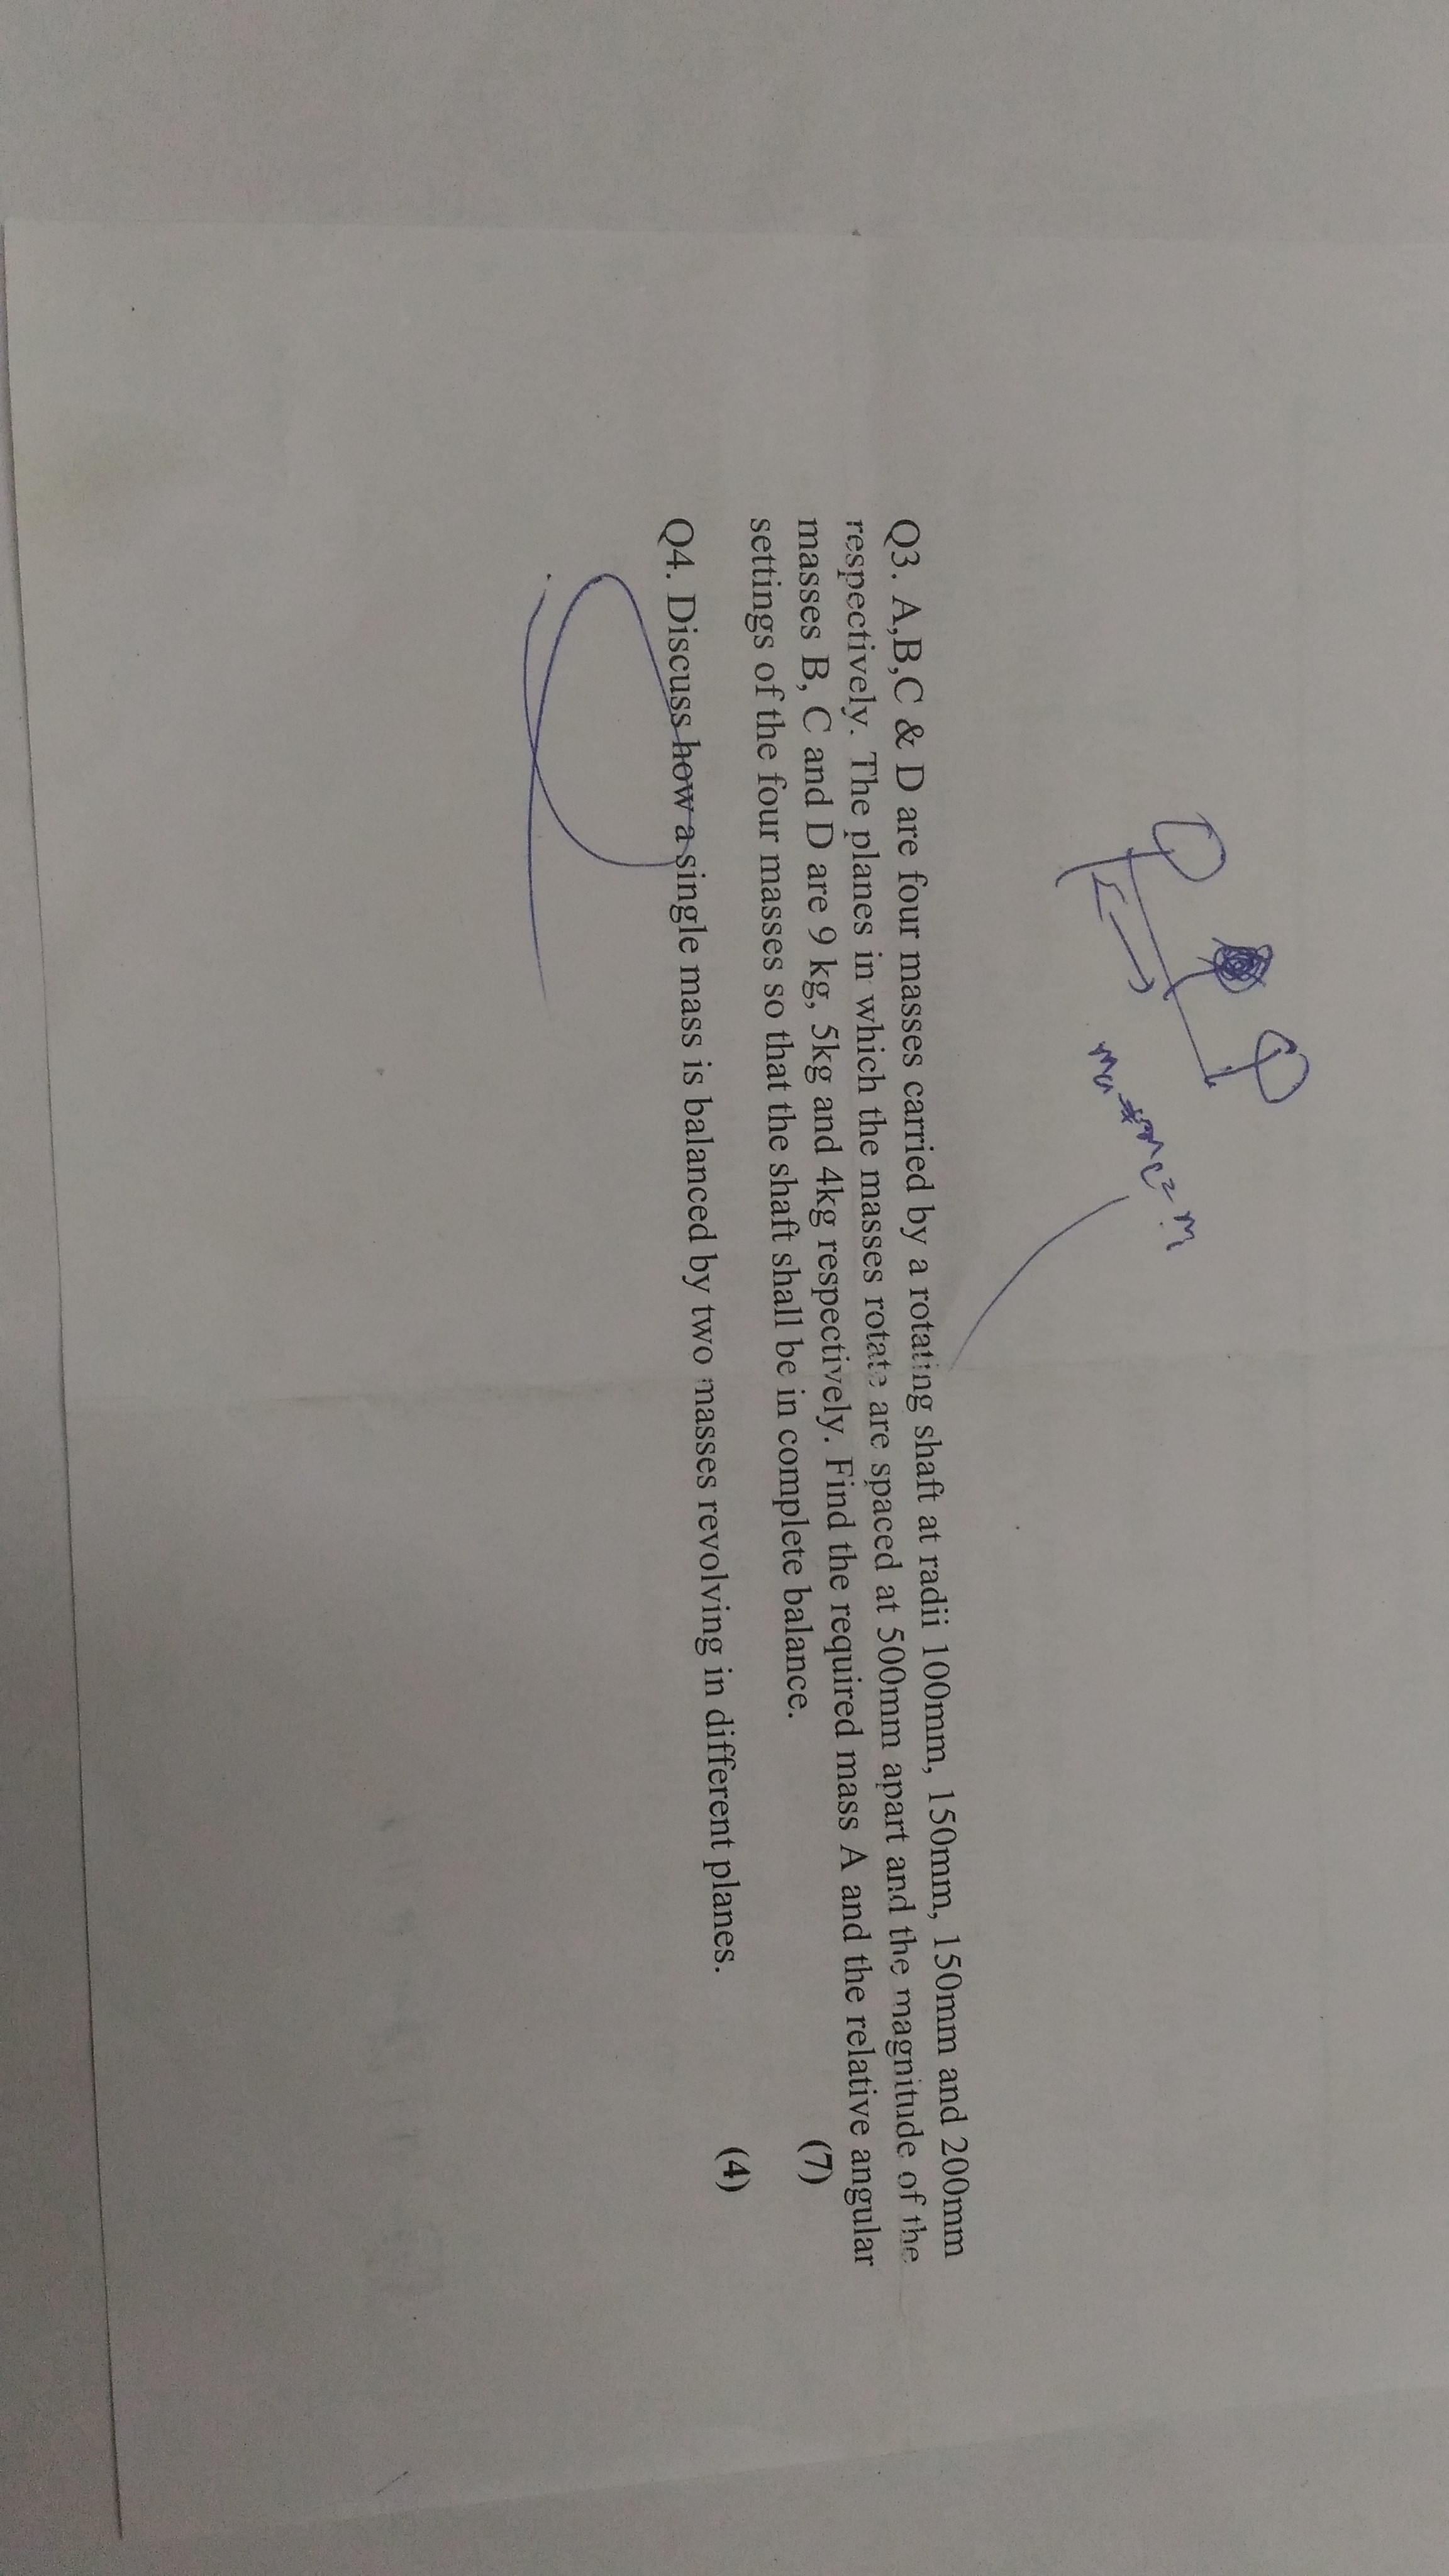 Q3. A,B,C & D are four masses carried by a rotating shaft at radii 100mm, 150mm, 150mm and 200mm
respectively. The planes in which the masses rotate are spaced at 500mm apart and the magnitude of the
masses B, C and D are 9 kg, 5kg and 4kg respectively. Find the required mass A and the relative angular
settings of the four masses so that the shaft shall be in complete balance. (7)
Q4. Discuss how a single mass is balanced by two masses revolving in different planes. (4)